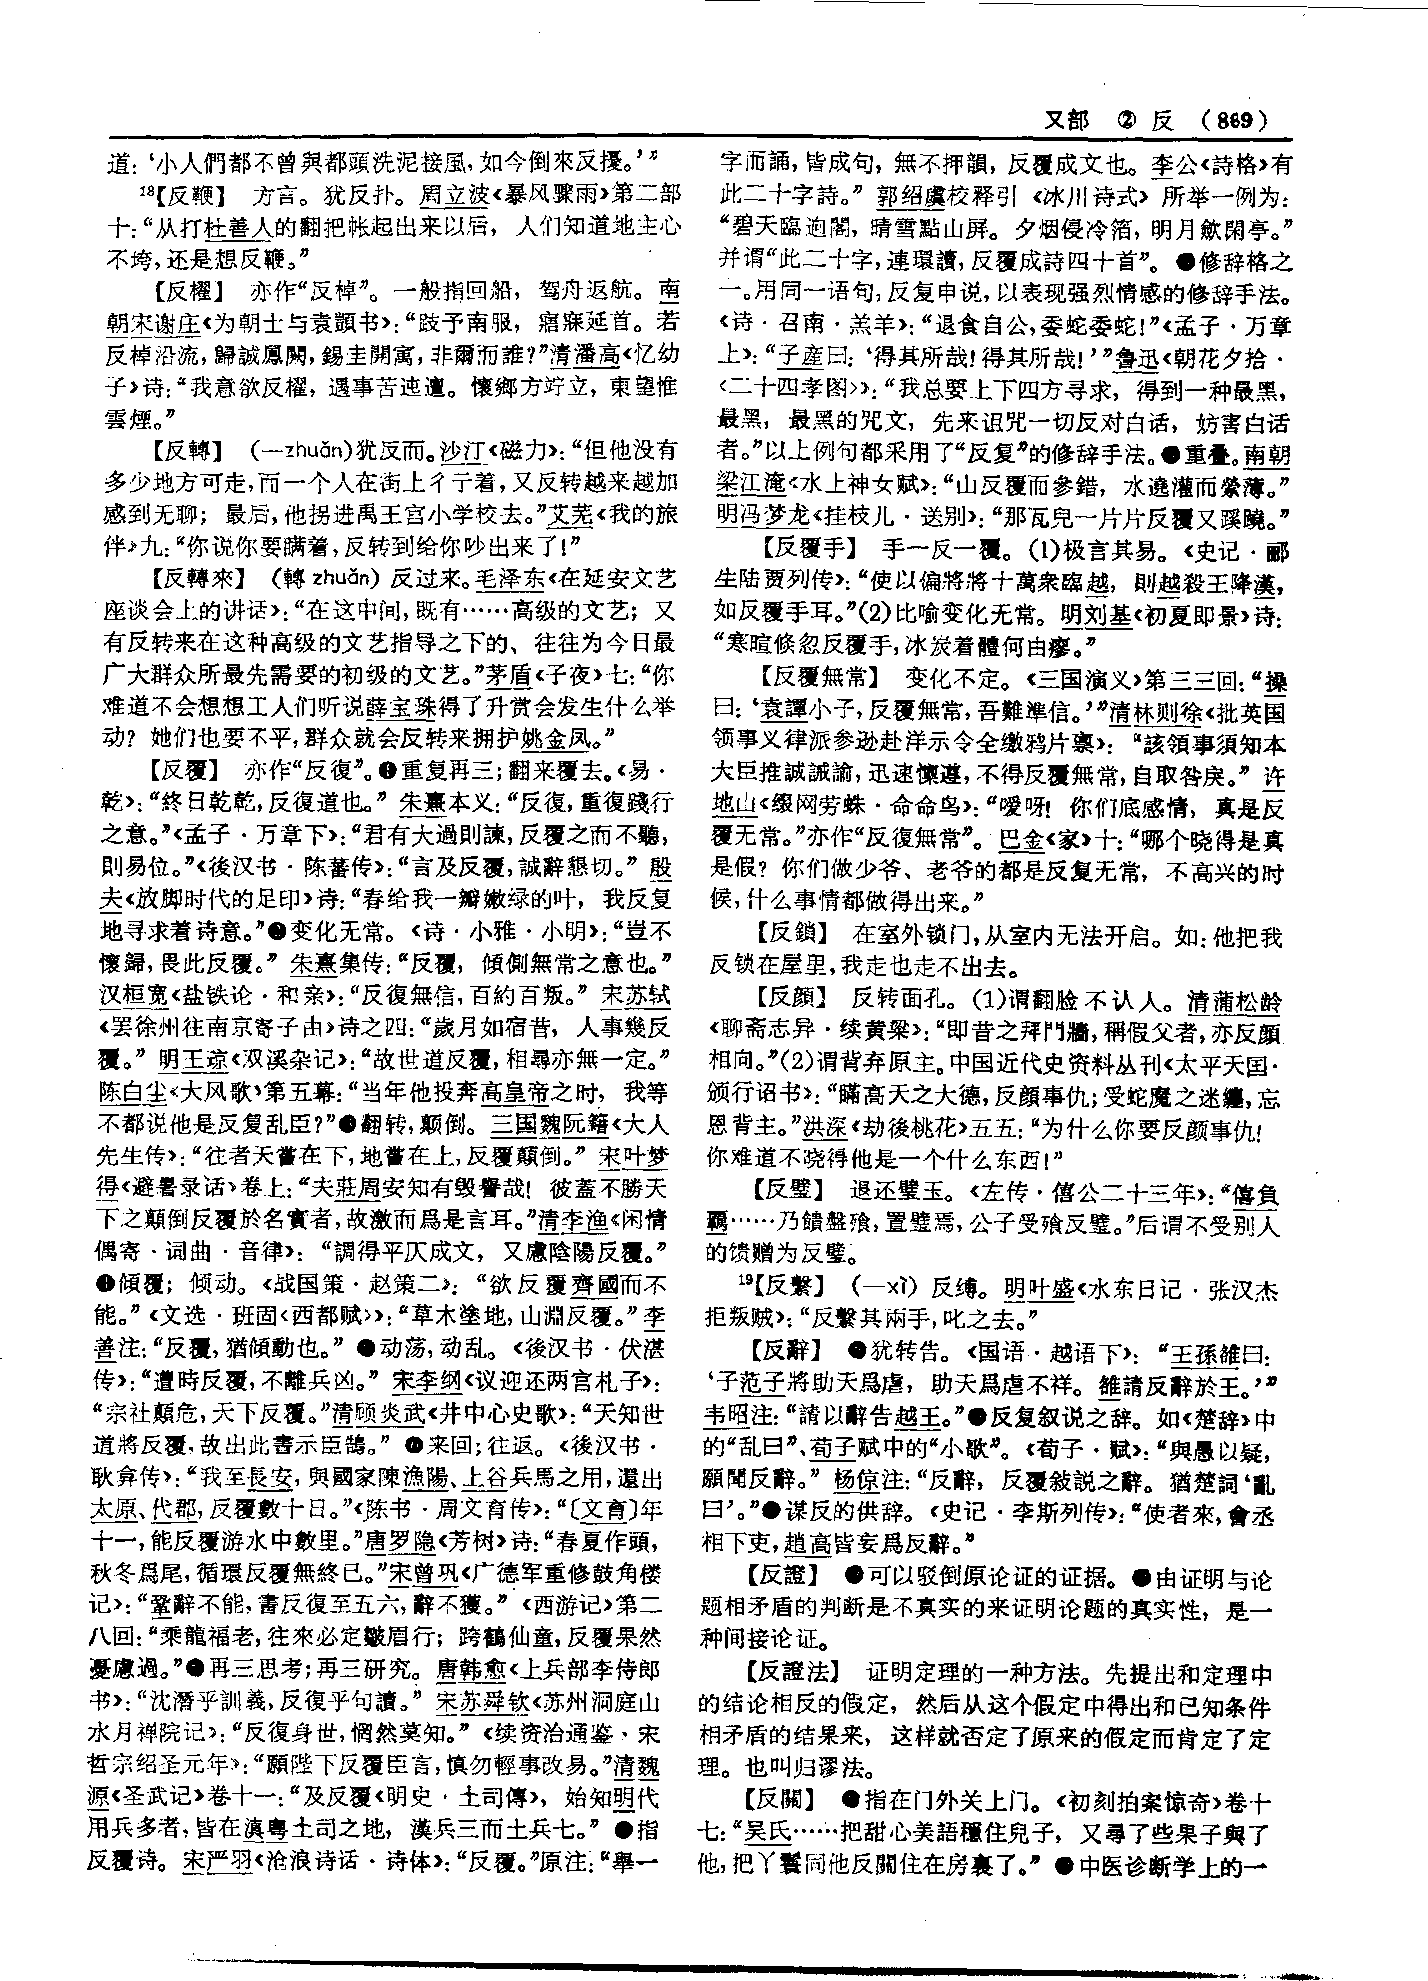 又部 ② 反 (869)
道：‘小人們都不曾與都頭洗泥接風，如今倒來反擾。’”
18【反鞭】 方言。犹反扑。周立波《暴风骤雨》第二部
十：“从打杜善人的翻把帐起出来以后，人们知道地主心
不垮，还是想反鞭。”
【反櫂】 亦作“反棹”。一般指回船，驾舟返航。南
朝宋谢庄《为朝士与袁顗书》：“跂予南服，寤寐延首。若
反棹沿流，歸誠鳳闕，錫圭開寓，非爾而誰？”清潘高《忆幼
子》诗：“我意欲反櫂，遇事苦迍邅。懷鄉方竚立，東望惟
雲煙。”
【反轉】 （—zhuǎn）犹反而。沙汀《磁力》：“但他没有
多少地方可走，而一个人在街上彳亍着，又反转越来越加
感到无聊；最后，他拐进禹王宫小学校去。”艾芜《我的旅
伴》九：“你说你要瞒着，反转到给你吵出来了！”
【反轉來】 （轉 zhuǎn）反过来。毛泽东《在延安文艺
座谈会上的讲话》：“在这中间，既有……高级的文艺；又
有反转来在这种高级的文艺指导之下的、往往为今日最
广大群众所最先需要的初级的文艺。”茅盾《子夜》七：“你
难道不会想想工人们听说薛宝珠得了升赏会发生什么举
动？她们也要不平，群众就会反转来拥护姚金凤。”
【反覆】 亦作“反復”。❶重复再三；翻来覆去。《易·
乾》：“終日乾乾，反復道也。”朱熹本义：“反復，重復踐行
之意。”《孟子·万章下》：“君有大過則諫，反覆之而不聽，
則易位。”《後汉书·陈蕃传》：“言及反覆，誠辭懇切。”殷
夫《放脚时代的足印》诗：“春给我一瓣嫩绿的叶，我反复
地寻求着诗意。”❷变化无常。《诗·小雅·小明》：“豈不
懷歸，畏此反覆。”朱熹集传：“反覆，傾側無常之意也。”
汉桓宽《盐铁论·和亲》：“反復無信，百約百叛。”宋苏轼
《罢徐州往南京寄子由》诗之四：“歲月如宿昔，人事幾反
覆。”明王琼《双溪杂记》：“故世道反覆，相尋亦無一定。”
陈白尘《大风歌》第五幕：“当年他投奔高皇帝之时，我等
不都说他是反复乱臣？”❸翻转，颠倒。三国魏阮籍《大人
先生传》：“往者天嘗在下，地嘗在上，反覆顛倒。”宋叶梦
得《避暑录话》卷上：“夫莊周安知有毁譽哉！彼蓋不勝天
下之顛倒反覆於名實者，故激而爲是言耳。”清李渔《闲情
偶寄·词曲·音律》：“調得平仄成文，又慮陰陽反覆。”
❹傾覆；倾动。《战国策·赵策二》：“欲反覆齊國而不
能。”《文选·班固〈西都赋〉》：“草木塗地，山淵反覆。”李
善注：“反覆，猶傾動也。”❺动荡，动乱。《後汉书·伏湛
传》：“遭時反覆，不離兵凶。”宋李纲《议迎还两宫札子》：
“宗社顛危，天下反覆。”清顾炎武《井中心史歌》：“天知世
道將反覆，故出此書示臣鵠。”❻来回；往返。《後汉书·
耿弇传》：“我至長安，與國家陳漁陽、上谷兵馬之用，還出
太原、代郡，反覆數十日。”《陈书·周文育传》：“〔文育〕年
十一，能反覆游水中數里。”唐罗隐《芳树》诗：“春夏作頭，
秋冬爲尾，循環反覆無終已。”宋曾巩《广德军重修鼓角楼
记》：“鞏辭不能，書反復至五六，辭不獲。”《西游记》第二
八回：“乘龍福老，往來必定皺眉行；跨鶴仙童，反覆果然
憂慮過。”❼再三思考；再三研究。唐韩愈《上兵部李侍郎
书》：“沈潛乎訓義，反復乎句讀。”宋苏舜钦《苏州洞庭山
水月禅院记》：“反復身世，惘然莫知。”《续资治通鉴·宋
哲宗绍圣元年》：“願陛下反覆臣言，慎勿輕事改易。”清魏
源《圣武记》卷十一：“及反覆《明史·土司傳》，始知明代
用兵多者，皆在滇粤土司之地，漢兵三而土兵七。”❽指
反覆诗。宋严羽《沧浪诗话·诗体》：“反覆。”原注：“舉一
字而誦，皆成句，無不押韻，反覆成文也。李公《詩格》有
此二十字詩。”郭绍虞校释引《冰川诗式》所举一例为：
“碧天臨迥閣，晴雪點山屏。夕烟侵冷箔，明月斂閑亭。”
并谓“此二十字，連環讀，反覆成詩四十首”。❾修辞格之
一。用同一语句，反复申说，以表现强烈情感的修辞手法。
《诗·召南·羔羊》：“退食自公，委蛇委蛇！”《孟子·万章
上》：“子産曰：‘得其所哉！得其所哉！’”鲁迅《朝花夕拾·
〈二十四孝图〉》：“我总要上下四方寻求，得到一种最黑，
最黑，最黑的咒文，先来诅咒一切反对白话，妨害白话
者。”以上例句都采用了“反复”的修辞手法。❿重叠。南朝
梁江淹《水上神女赋》：“山反覆而參錯，水遶灌而縈薄。”
明冯梦龙《挂枝儿·送别》：“那瓦兒一片片反覆又蹊蹺。”
【反覆手】 手一反一覆。（1）极言其易。《史记·郦
生陆贾列传》：“使以偏將將十萬衆臨越，則越殺王降漢，
如反覆手耳。”（2）比喻变化无常。明刘基《初夏即景》诗：
“寒暄倏忽反覆手，冰炭着體何由瘳。”
【反覆無常】 变化不定。《三国演义》第三三回：“操
曰：‘袁譚小子，反覆無常，吾難準信。’”清林则徐《批英国
领事义律派参逊赴洋示令全缴鸦片禀》：“該領事須知本
大臣推誠誡諭，迅速懔遵，不得反覆無常，自取咎戾。”许
地山《缀网劳蛛·命命鸟》：“嗳呀！你们底感情，真是反
覆无常。”亦作“反復無常”。巴金《家》十：“哪个晓得是真
是假？你们做少爷、老爷的都是反复无常，不高兴的时
候，什么事情都做得出来。”
【反鎖】 在室外锁门，从室内无法开启。如：他把我
反锁在屋里，我走也走不出去。
【反顔】 反转面孔。（1）谓翻脸不认人。清蒲松龄
《聊斋志异·续黄粱》：“即昔之拜門牆，稱假父者，亦反顔
相向。”（2）谓背弃原主。中国近代史资料丛刊《太平天国·
颁行诏书》：“瞞高天之大德，反顔事仇；受蛇魔之迷纏，忘
恩背主。”洪深《劫後桃花》五五：“为什么你要反颜事仇！
你难道不晓得他是一个什么东西！”
【反璧】 退还璧玉。《左传·僖公二十三年》：“僖負
羈……乃饋盤飱，置璧焉，公子受飱反璧。”后谓不受别人
的馈赠为反璧。
19【反繫】 （—xì）反缚。明叶盛《水东日记·张汉杰
拒叛贼》：“反繫其兩手，叱之去。”
【反辭】 ❶犹转告。《国语·越语下》：“王孫雒曰：
‘子范子將助天爲虐，助天爲虐不祥。雒請反辭於王。’”
韦昭注：“請以辭告越王。”❷反复叙说之辞。如《楚辞》中
的“乱曰”、荀子赋中的“小歌”。《荀子·赋》：“與愚以疑，
願聞反辭。”杨倞注：“反辭，反覆敍説之辭。猶楚詞‘亂
曰’。”❸谋反的供辞。《史记·李斯列传》：“使者來，會丞
相下吏，趙高皆妄爲反辭。”
【反證】 ❶可以驳倒原论证的证据。❷由证明与论
题相矛盾的判断是不真实的来证明论题的真实性，是一
种间接论证。
【反證法】 证明定理的一种方法。先提出和定理中
的结论相反的假定，然后从这个假定中得出和已知条件
相矛盾的结果来，这样就否定了原来的假定而肯定了定
理。也叫归谬法。
【反關】 ❶指在门外关上门。《初刻拍案惊奇》卷十
七：“吴氏……把甜心美語穩住兒子，又尋了些果子與了
他，把丫鬟同他反關住在房裏了。”❷中医诊断学上的一